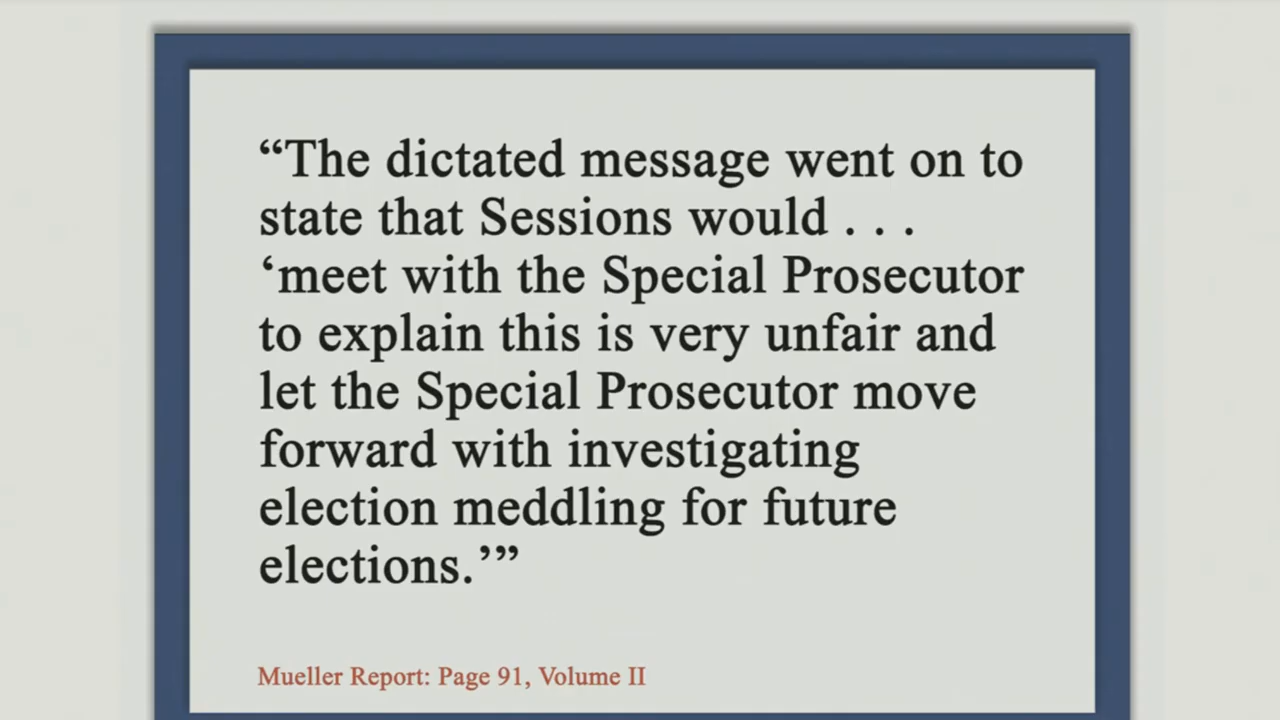 “The dictated message went on to
state that Sessions would . . .
‘meet with the Special Prosecutor
to explain this is very unfair and
let the Special Prosecutor move
forward with investigating
election meddling for future
elections.’”
Mueller Report: Page 91, Volume II